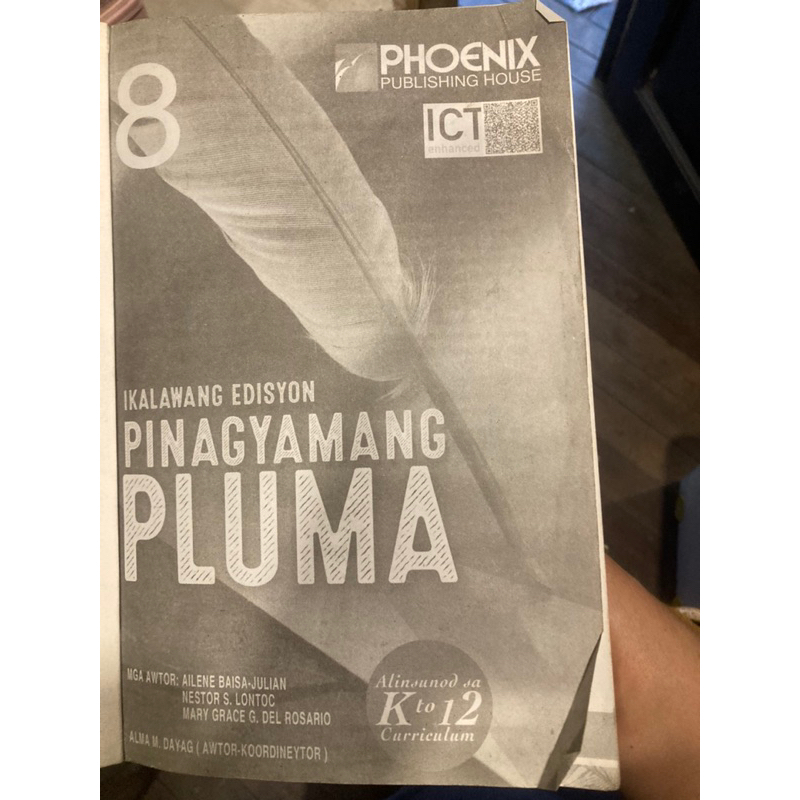 8
PHOENIX
PUBLISHING HOUSE
ICT
enhanced
IKALAWANG EDISYON
PINAGYAMANG
PLUMA
MGA AWTOR: AILENE BAISA-JULIAN
NESTOR S. LONTOC
MARY GRACE G. DEL ROSARIO
ALMA M. DAYAG ( AWTOR-KOORDINEYTOR )
Alinsunod sa
K to 12
Curriculum